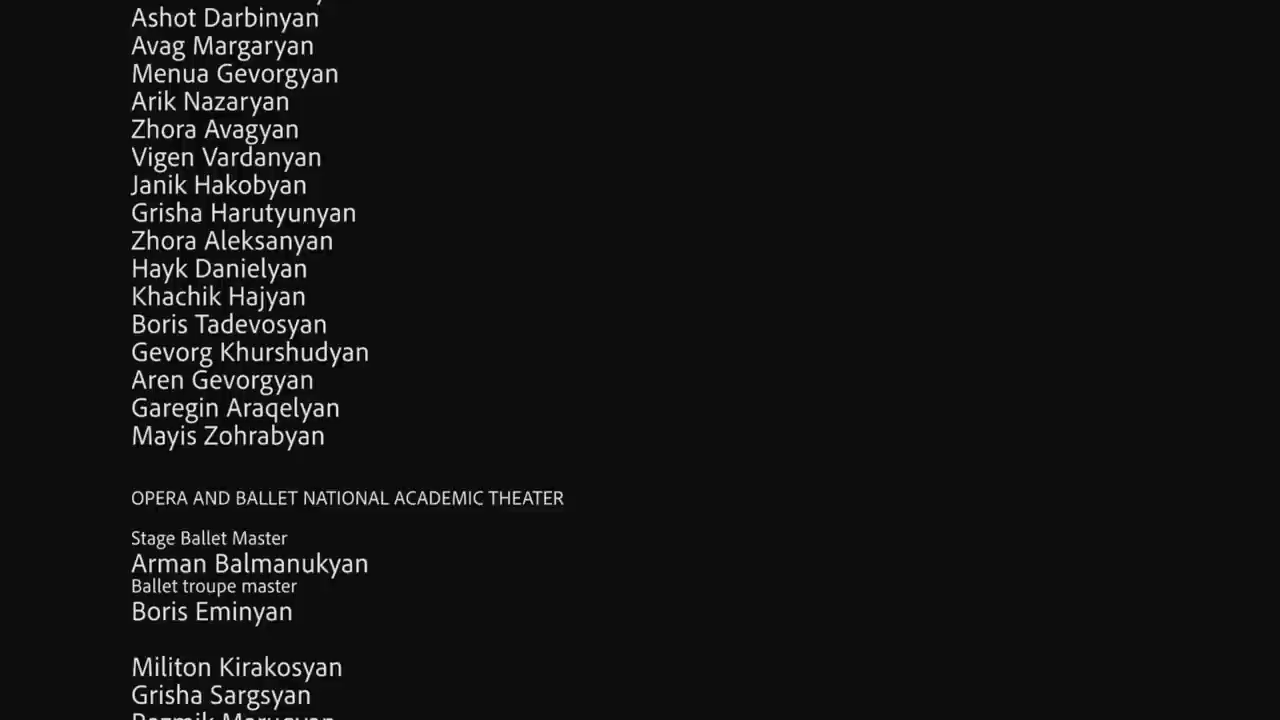 Ashot Darbinyan
Avag Margaryan
Menua Gevorgyan
Arik Nazaryan
Zhora Avagyan
Vigen Vardanyan
Janik Hakobyan
Grisha Harutyunyan
Zhora Aleksanyan
Hayk Danielyan
Khachik Hajyan
Boris Tadevosyan
Gevorg Khurshudyan
Aren Gevorgyan
Garegin Araqelyan
Mayis Zohrabyan
OPERA AND BALLET NATIONAL ACADEMIC THEATER
Stage Ballet Master
Arman Balmanukyan
Ballet troupe master
Boris Eminyan
Militon Kirakosyan
Grisha Sargsyan